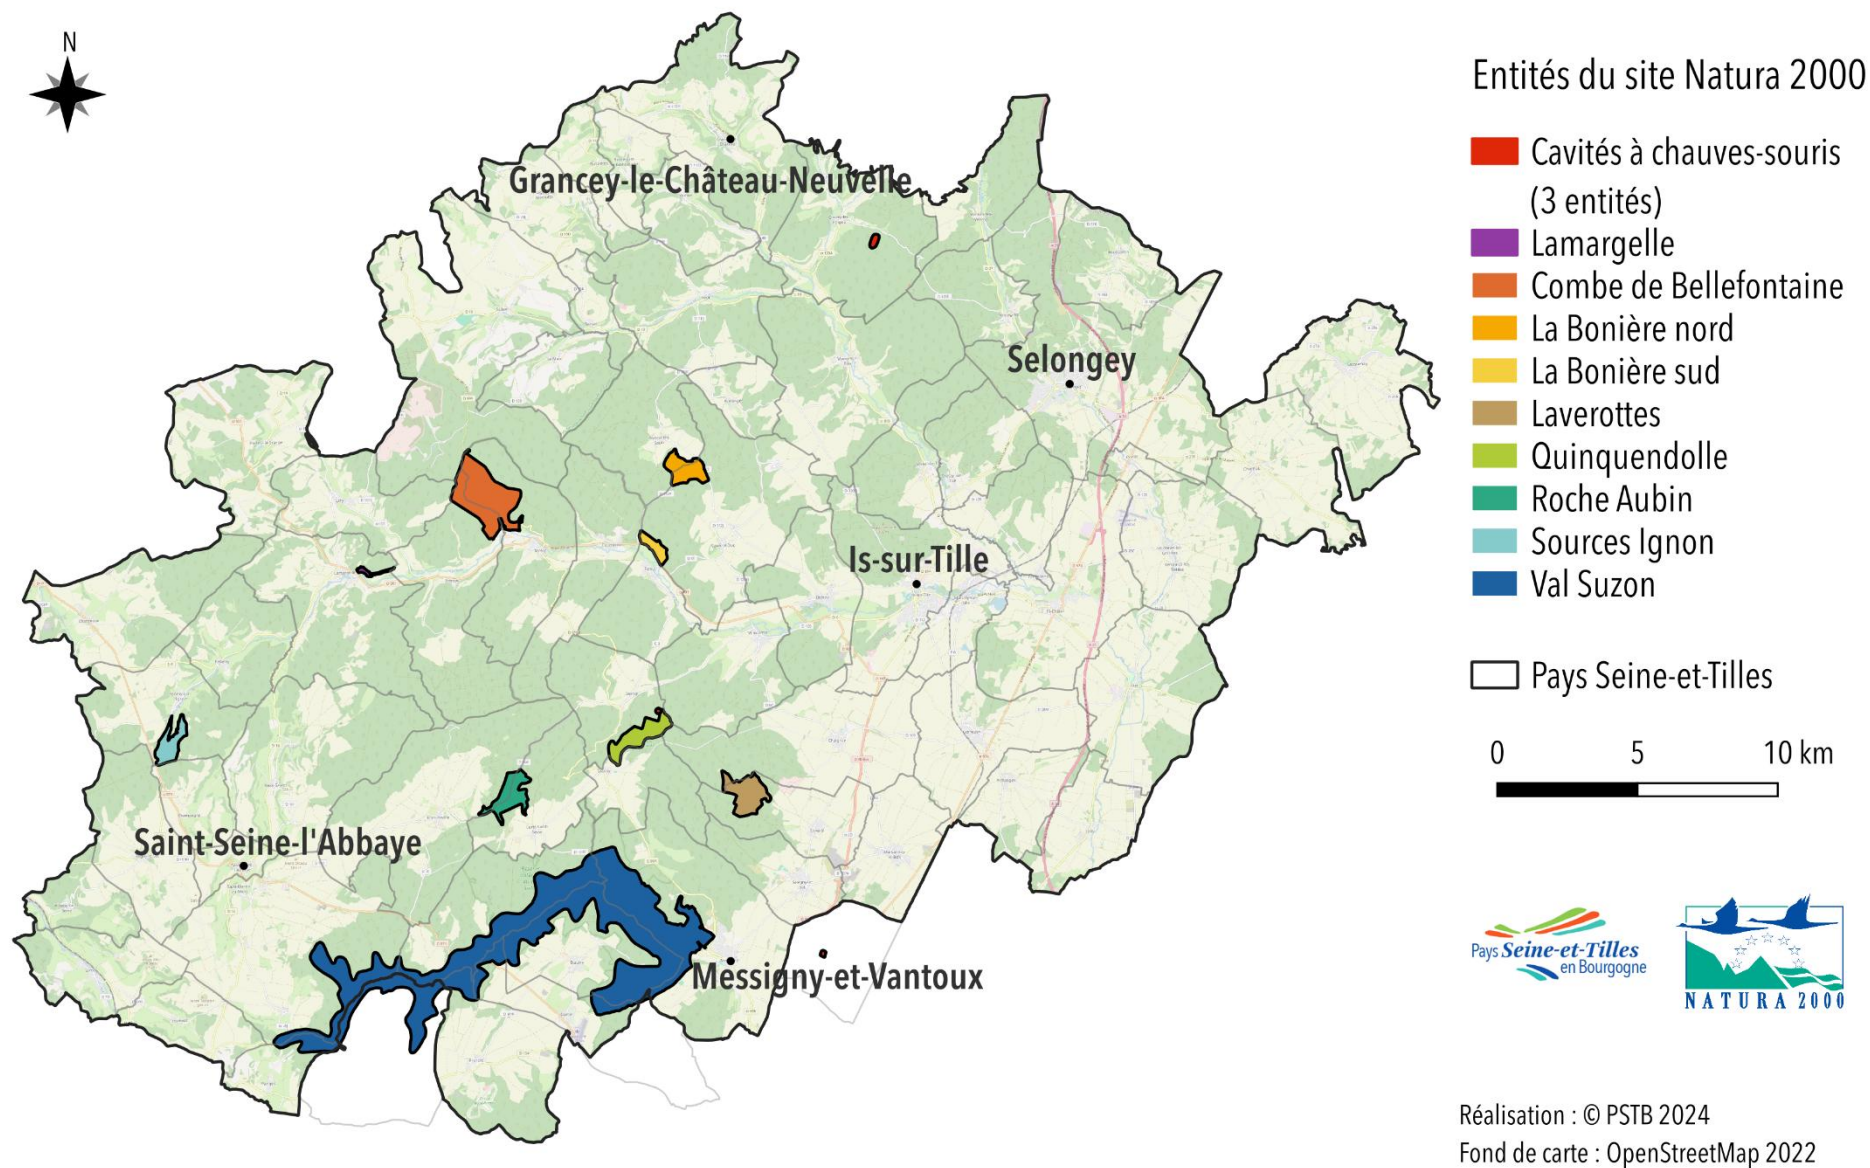 N
Grancey-le-Château-Neuvelle
Selongey
Is-sur-Tille
Saint-Seine-l'Abbaye
Messigny-et-Vantoux
Entités du site Natura 2000
Cavités à chauves-souris
(3 entités)
Lamargelle
Combe de Bellefontaine
La Bonière nord
La Bonière sud
Laverottes
Quinquendolle
Roche Aubin
Sources Ignon
Val Suzon
Pays Seine-et-Tilles
0 5 10 km
Pays Seine-et-Tilles
en Bourgogne
NATURA 2000
Réalisation : © PSTB 2024
Fond de carte : OpenStreetMap 2022